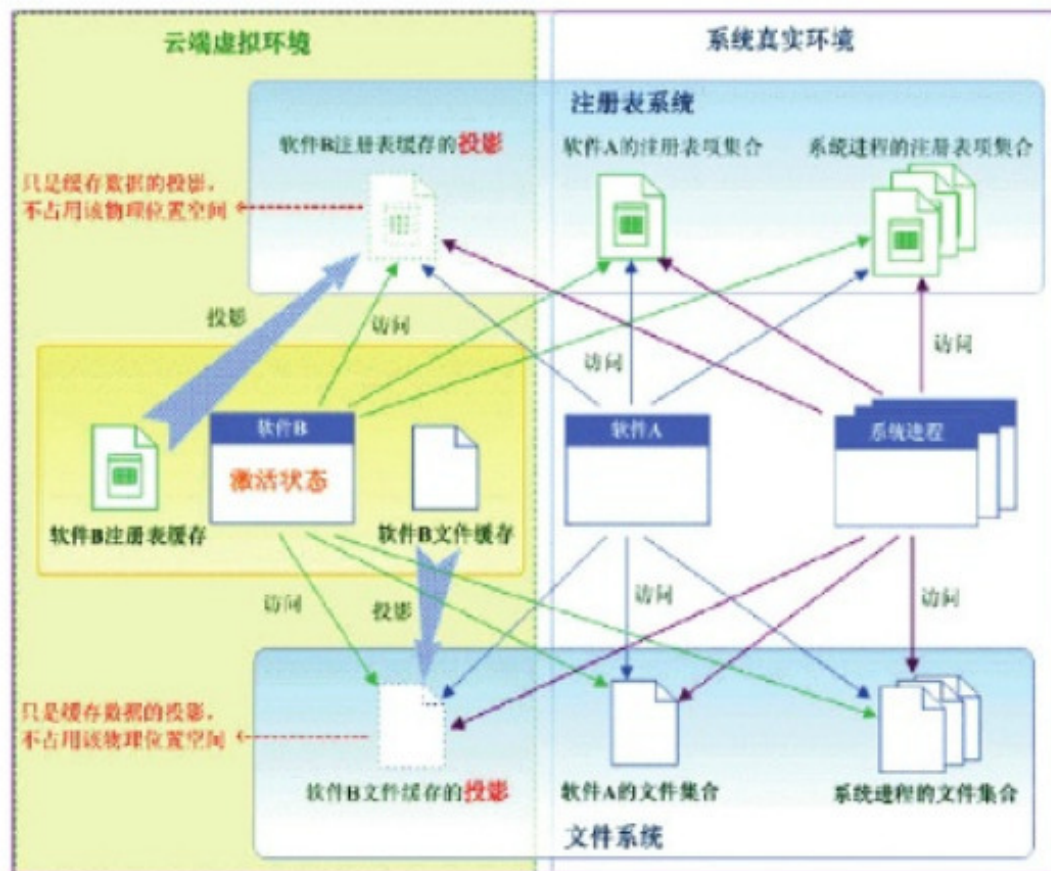 云端虚拟环境
系统真实环境
注册表系统
软件B注册表缓存的投影
软件A的注册表项集合
系统进程的注册表项集合
只是缓存数据的投影，
不占用该物理位置空间
投影
访问
访问
访问
软件B
激活状态
软件A
系统进程
软件B注册表缓存
软件B文件缓存
访问
投影
访问
访问
只是缓存数据的投影，
不占用该物理位置空间
软件B文件缓存的投影
软件A的文件集合
系统进程的文件集合
文件系统